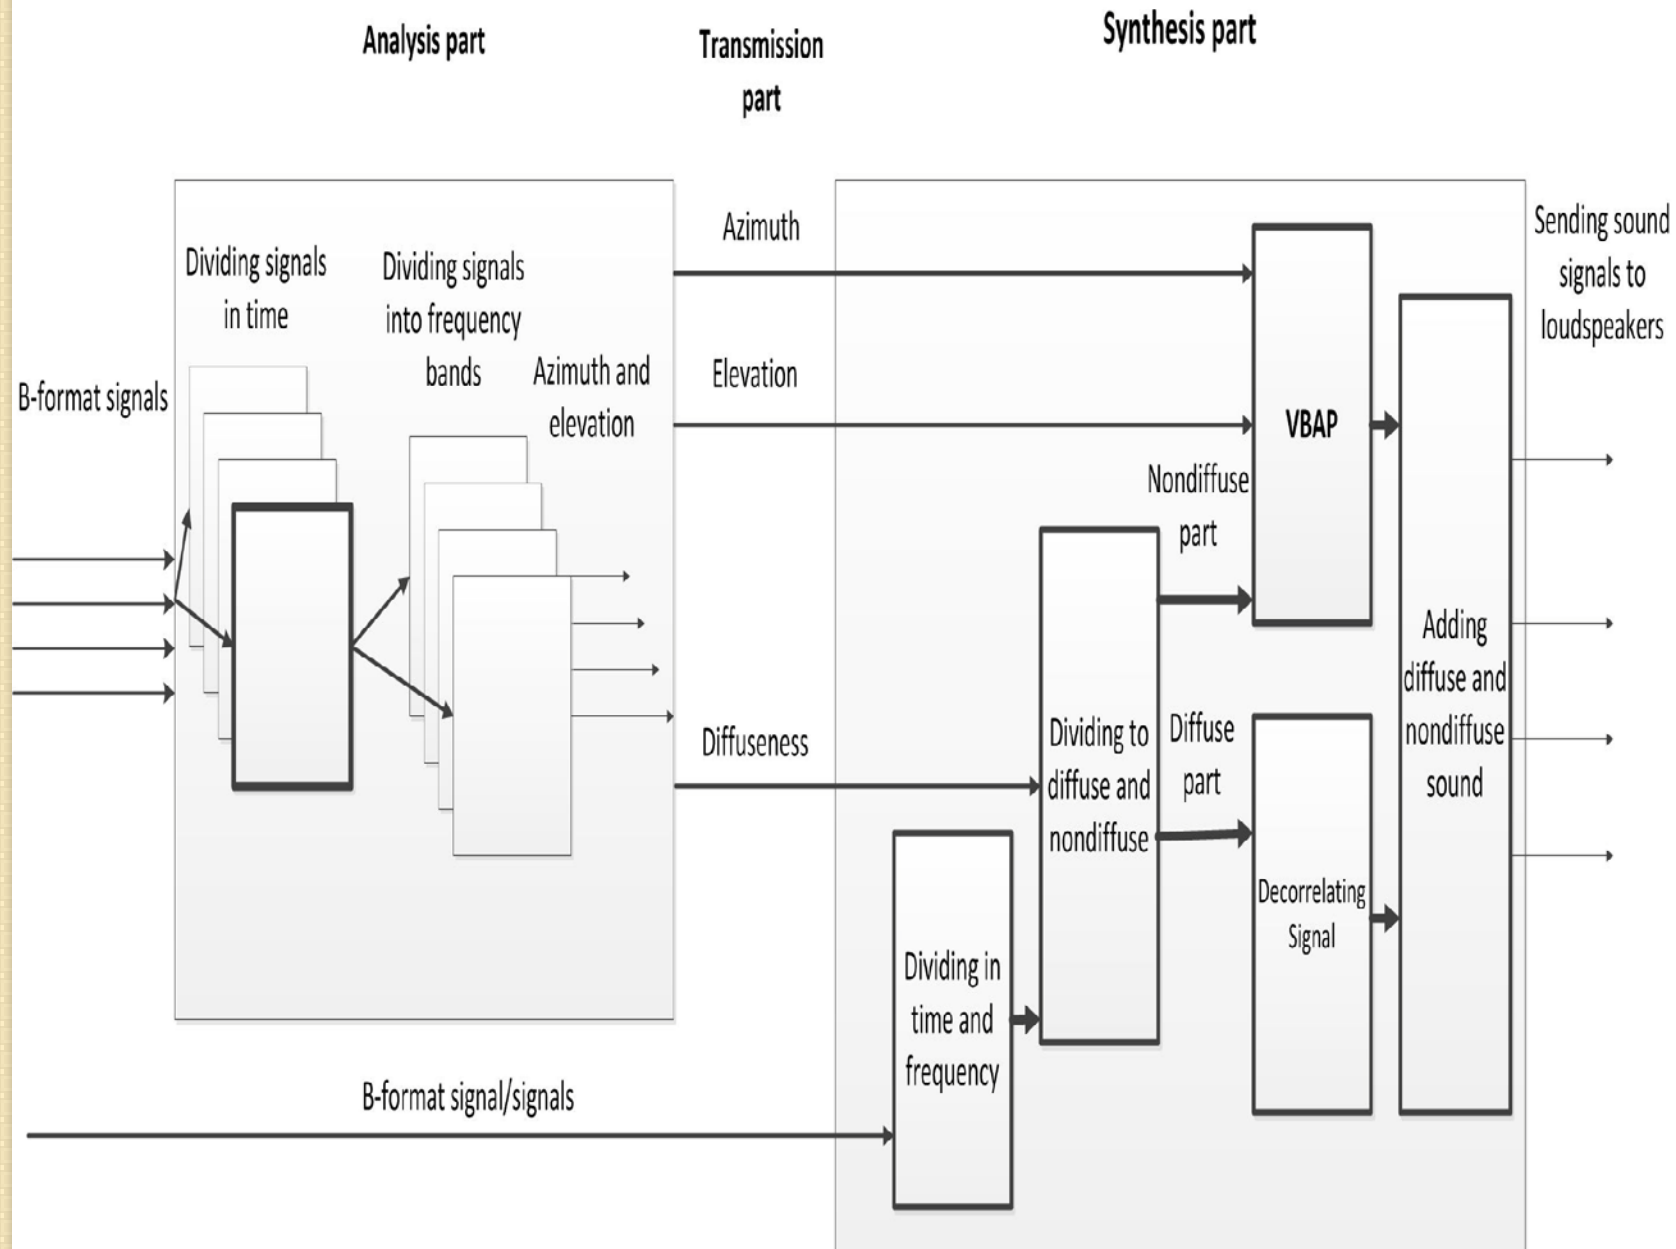 Analysis part
Transmission
part
Synthesis part
B-format signals
Dividing signals
in time
Dividing signals
into frequency
bands
Azimuth and
elevation
Azimuth
Elevation
Diffuseness
B-format signal/signals
Dividing in
time and
frequency
Dividing to
diffuse and
nondiffuse
Nondiffuse
part
Diffuse
part
VBAP
Decorrelating
Signal
Adding
diffuse and
nondiffuse
sound
Sending sound
signals to
loudspeakers